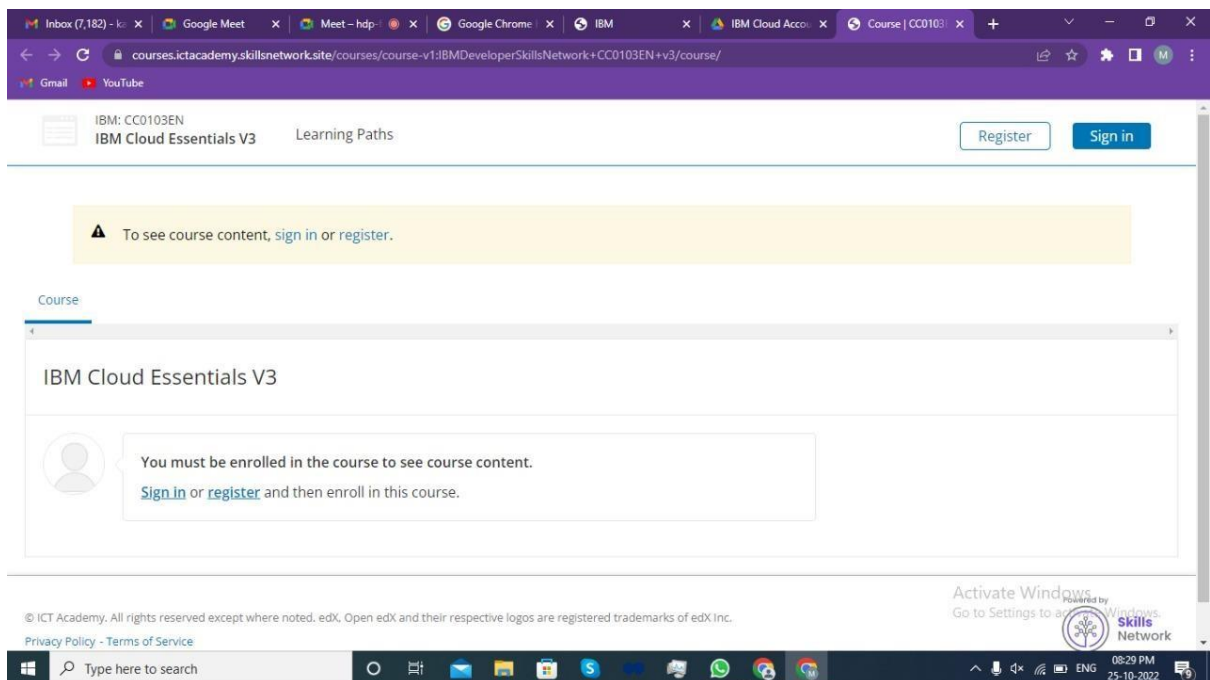 Inbox (7,182) - ka
Google Meet
Meet – hdp-
Google Chrome
IBM
IBM Cloud Accou
Course | CC0103
courses.ictacademy.skillsnetwork.site/courses/course-v1:IBMDeveloperSkillsNetwork+CC0103EN+v3/course/
M
Gmail
YouTube
IBM: CC0103EN
IBM Cloud Essentials V3
Learning Paths
Register
Sign in
To see course content, sign in or register.
Course
IBM Cloud Essentials V3
You must be enrolled in the course to see course content.
Sign in or register and then enroll in this course.
Activate Windows
Go to Settings to activate Windows.
Powered by
Skills
Network
© ICT Academy. All rights reserved except where noted. edX, Open edX and their respective logos are registered trademarks of edX Inc.
Privacy Policy - Terms of Service
Type here to search
ENG
08:29 PM
25-10-2022